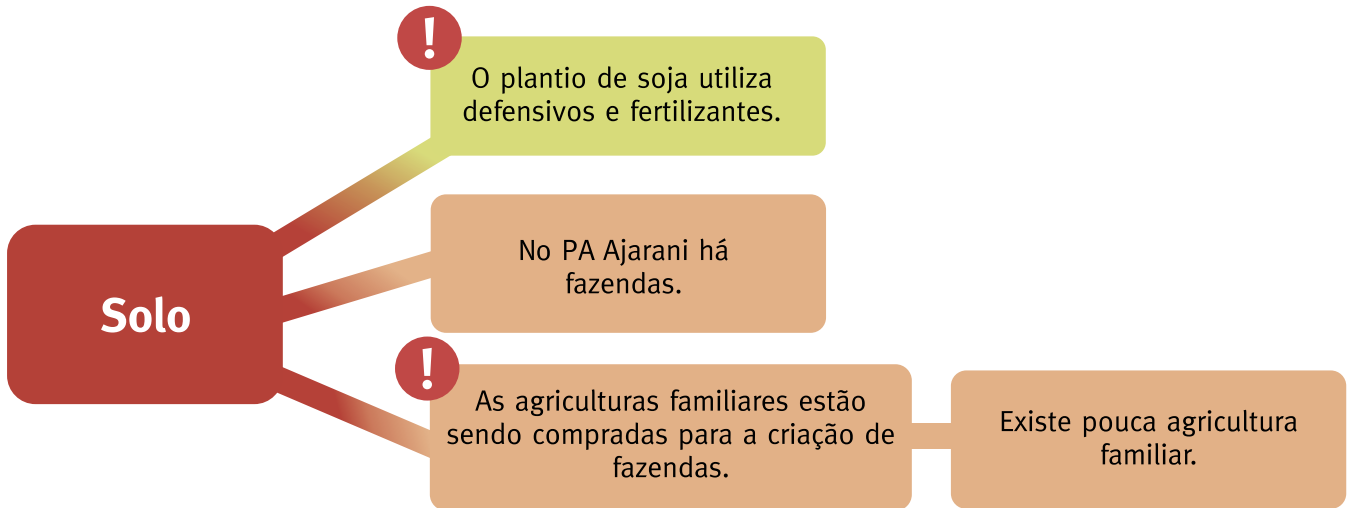 !
O plantio de soja utiliza
defensivos e fertilizantes.
No PA Ajarani há
fazendas.
Solo
!
As agriculturas familiares estão
sendo compradas para a criação de
fazendas.
Existe pouca agricultura
familiar.